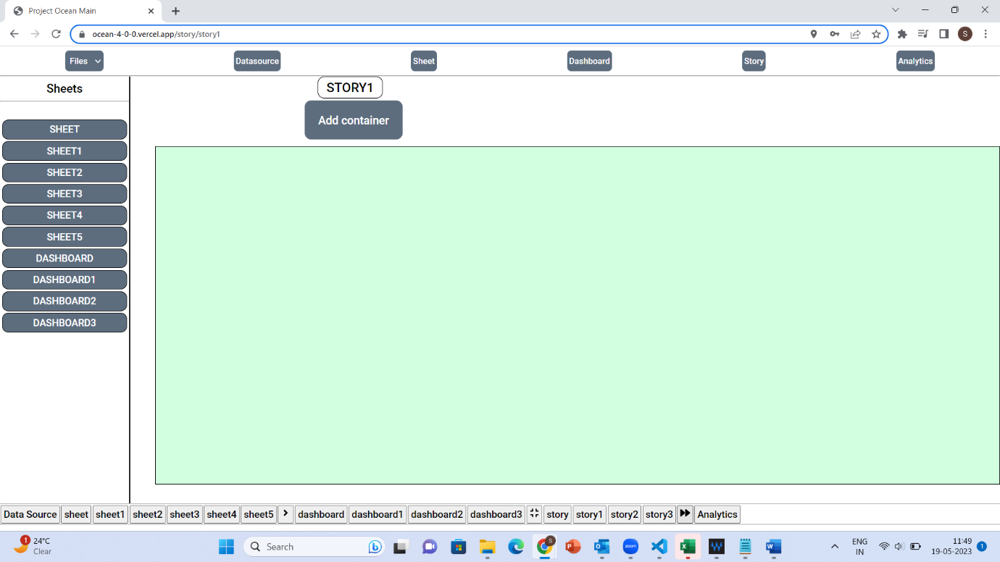 Project Ocean Main
ocean-4-0-0.vercel.app/story/story1
S
Files Datasource Sheet Dashboard Story Analytics
Sheets
STORY1
Add container
SHEET
SHEET1
SHEET2
SHEET3
SHEET4
SHEET5
DASHBOARD
DASHBOARD1
DASHBOARD2
DASHBOARD3
Data Source sheet sheet1 sheet2 sheet3 sheet4 sheet5 dashboard dashboard1 dashboard2 dashboard3 story story1 story2 story3 Analytics
1 24°C
Clear
Search
zoom
ENG
IN
11:49
19-05-2023
1